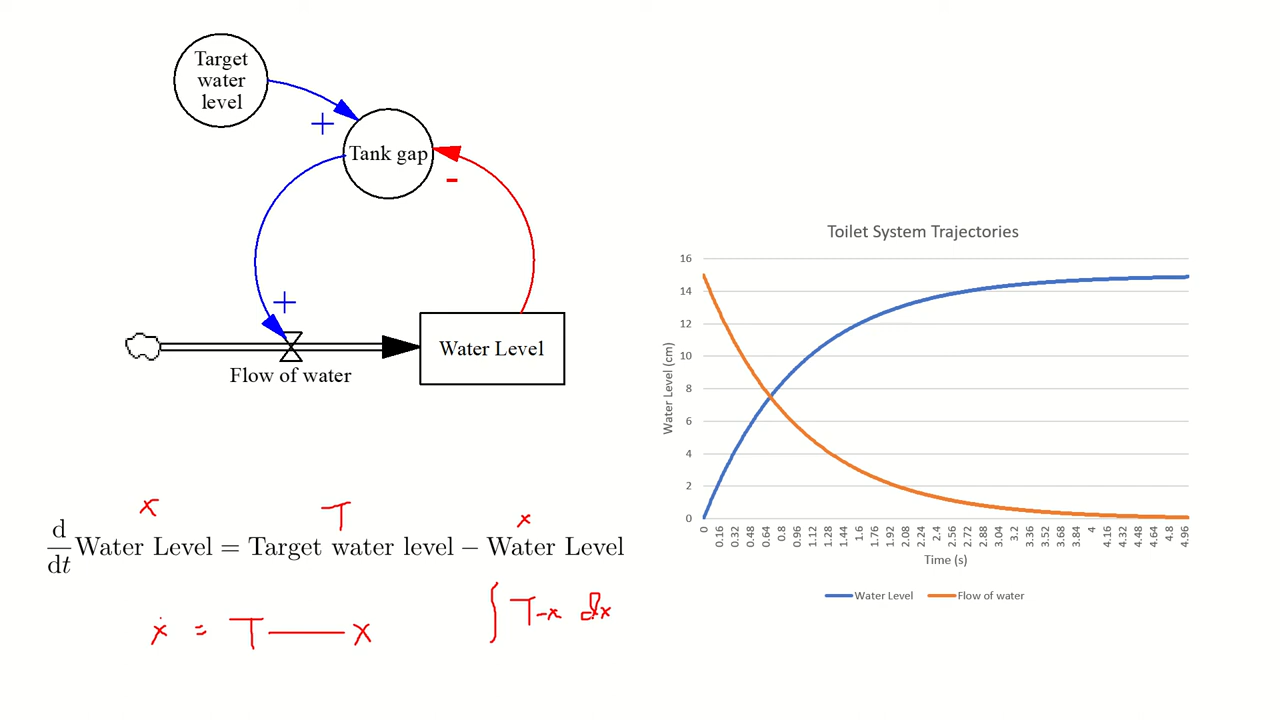 Target
water
level
+
Tank gap
-
+
Water Level
Flow of water
Toilet System Trajectories
16
14
12
10
8
6
4
2
0
Water Level (cm)
0 0.16 0.32 0.48 0.64 0.8 0.96 1.12 1.28 1.44 1.6 1.76 1.92 2.08 2.24 2.4 2.56 2.72 2.88 3.04 3.2 3.36 3.52 3.68 3.84 4 4.16 4.32 4.48 4.64 4.8 4.96
Time (s)
Water Level Flow of water
x T x
d/dt Water Level = Target water level − Water Level
ẋ = T — x
∫ T-x dx